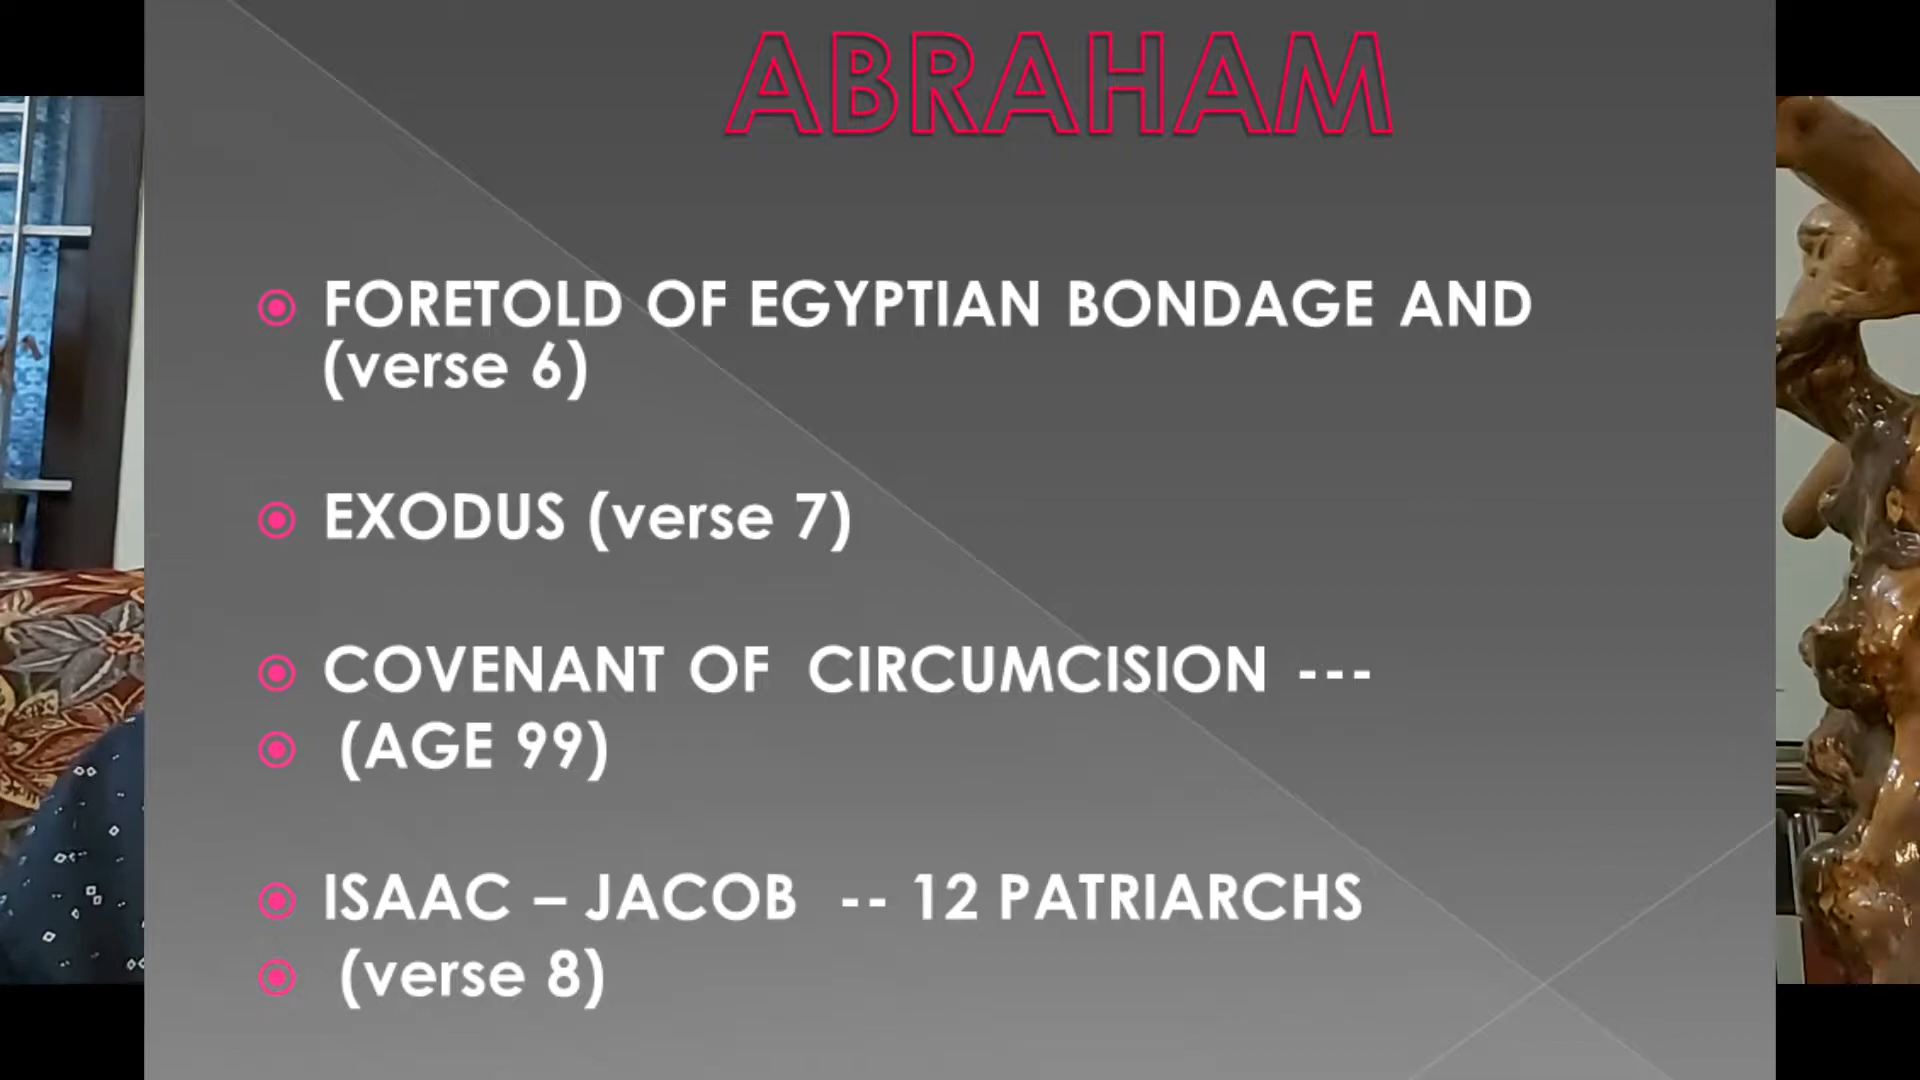 ABRAHAM
FORETOLD OF EGYPTIAN BONDAGE AND
(verse 6)
EXODUS (verse 7)
COVENANT OF CIRCUMCISION ---
(AGE 99)
ISAAC – JACOB -- 12 PATRIARCHS
(verse 8)